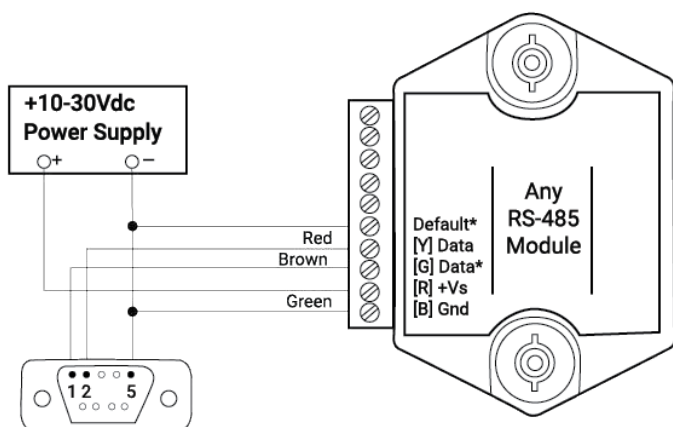 +10-30Vdc
Power Supply
+ −
Red
Brown
Green
Default*
[Y] Data
[G] Data*
[R] +Vs
[B] Gnd
Any
RS-485
Module
1 2 5